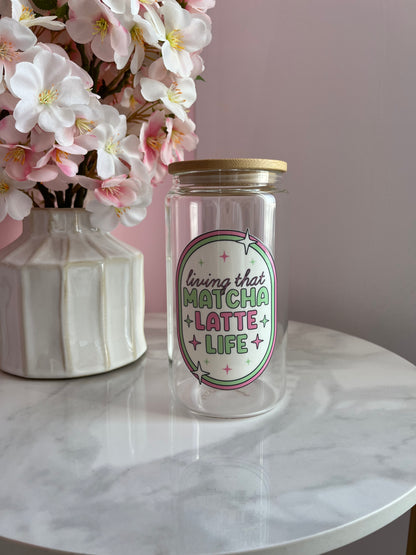 living that
MATCHA
LATTE
LIFE